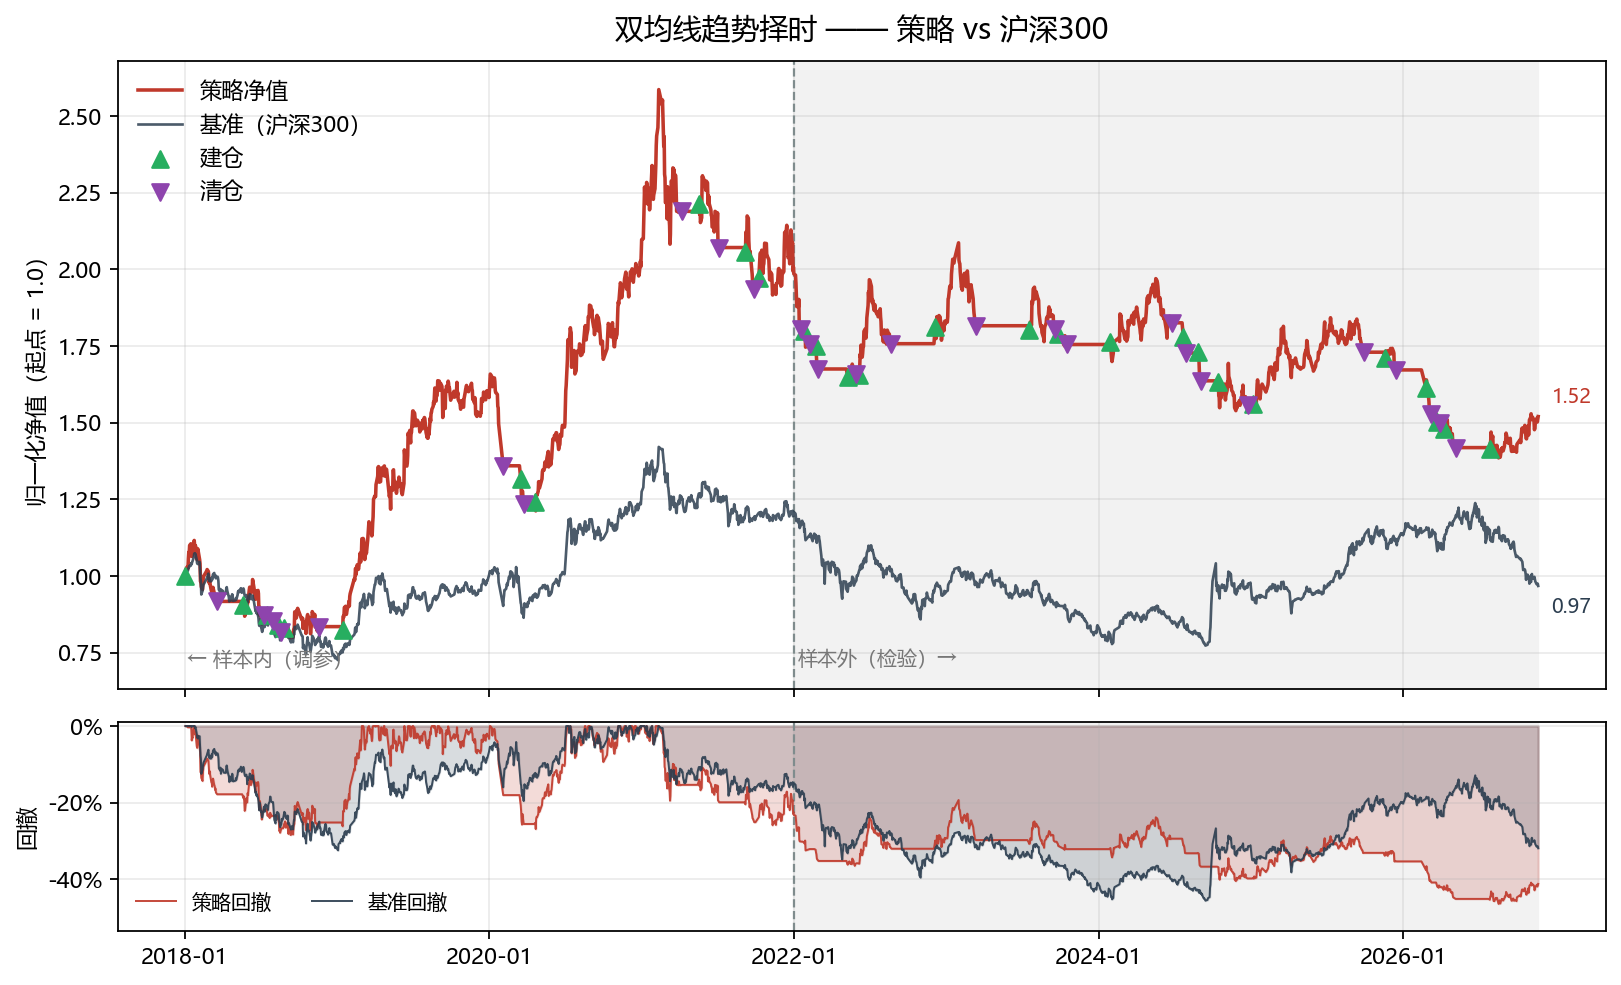 双均线趋势择时 —— 策略 vs 沪深300
策略净值
基准（沪深300）
建仓
清仓
归一化净值（起点 = 1.0）
2.50
2.25
2.00
1.75
1.50
1.25
1.00
0.75
1.52
0.97
← 样本内（调参）
样本外（检验）→
回撤
0%
-20%
-40%
策略回撤
基准回撤
2018-01
2020-01
2022-01
2024-01
2026-01